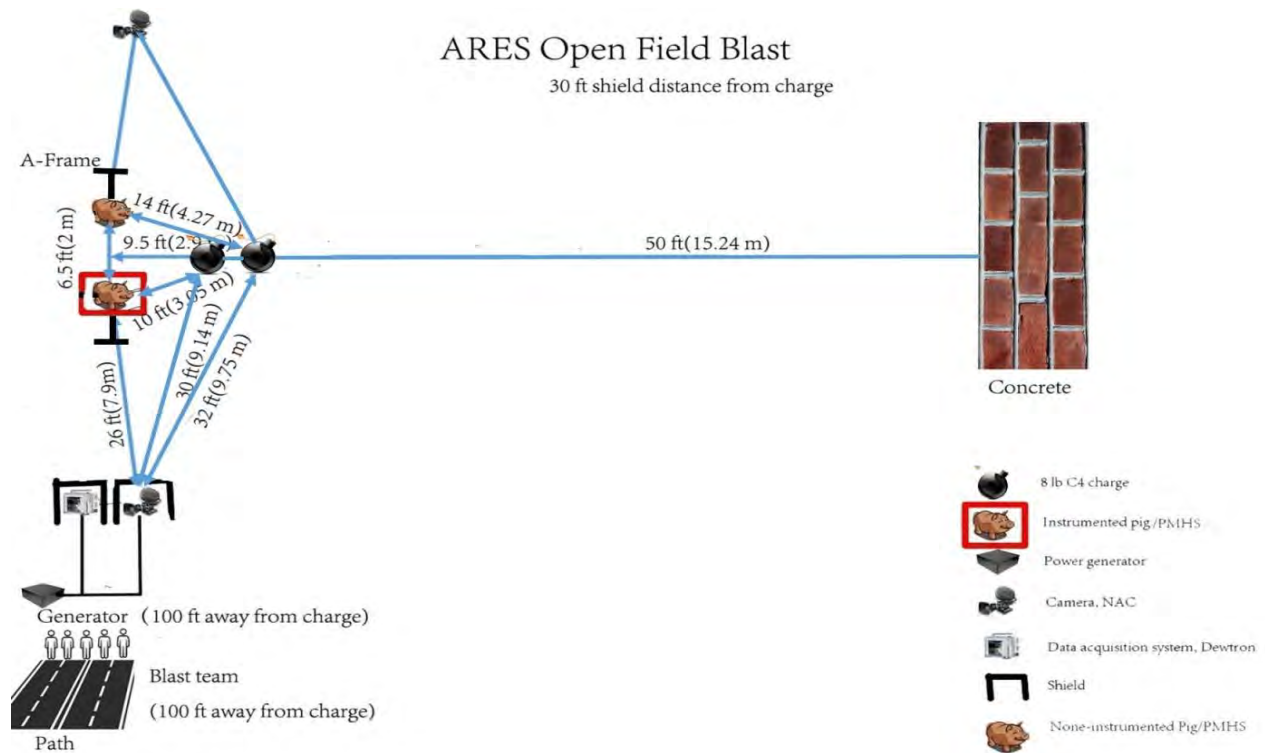 ARES Open Field Blast
30 ft shield distance from charge
A-Frame
14 ft(4.27 m)
9.5 ft(2.9
6.5 ft(2 m)
10 ft(3.05 m)
50 ft(15.24 m)
30 ft(9.14 m)
32 ft(9.75 m)
26 ft(7.9m)
Concrete
8 lb C4 charge
Instrumented pig/PMHS
Power generator
Camera, NAC
Data acquisition system, Dewtron
Shield
None-instrumented Pig/PMHS
Generator (100 ft away from charge)
Blast team
(100 ft away from charge)
Path